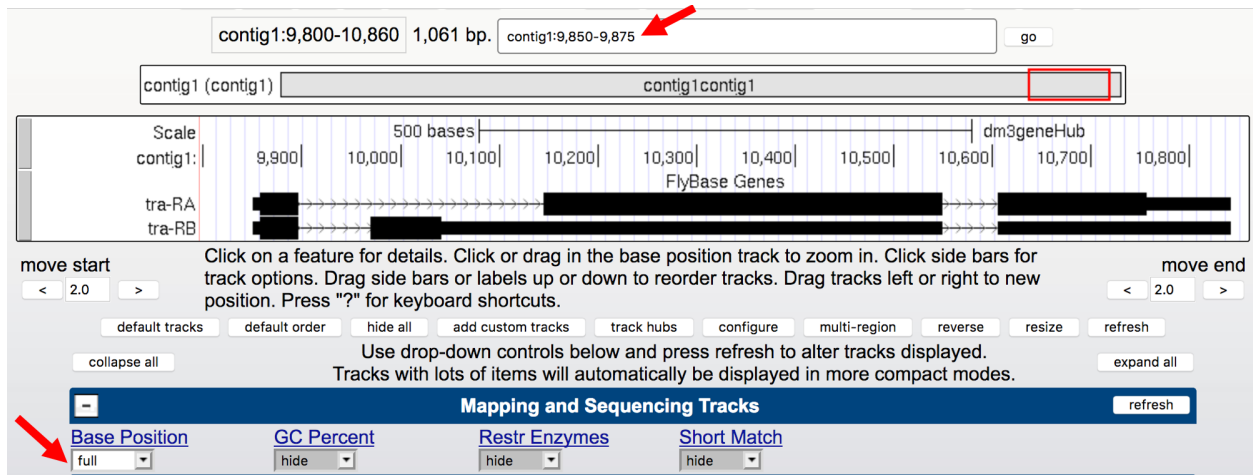 contig1:9,800-10,860 1,061 bp. contig1:9,850-9,875 go
contig1 (contig1) contig1contig1
Scale 500 bases dm3geneHub
contig1: 9,900 10,000 10,100 10,200 10,300 10,400 10,500 10,600 10,700 10,800
FlyBase Genes
tra-RA
tra-RB
move start
< 2.0 >
Click on a feature for details. Click or drag in the base position track to zoom in. Click side bars for
track options. Drag side bars or labels up or down to reorder tracks. Drag tracks left or right to new
position. Press "?" for keyboard shortcuts.
move end
< 2.0 >
default tracks default order hide all add custom tracks track hubs configure multi-region reverse resize refresh
collapse all
Use drop-down controls below and press refresh to alter tracks displayed.
Tracks with lots of items will automatically be displayed in more compact modes.
expand all
- Mapping and Sequencing Tracks refresh
Base Position GC Percent Restr Enzymes Short Match
full hide hide hide